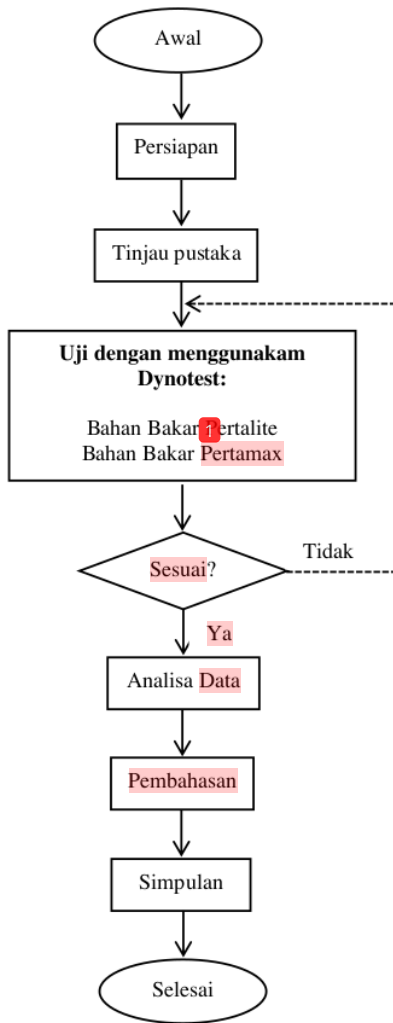 Awal
Persiapan
Tinjau pustaka
Uji dengan menggunakam
Dynotest:
Bahan Bakar Pertalite
Bahan Bakar Pertamax
1
Sesuai?
Tidak
Ya
Analisa Data
Pembahasan
Simpulan
Selesai